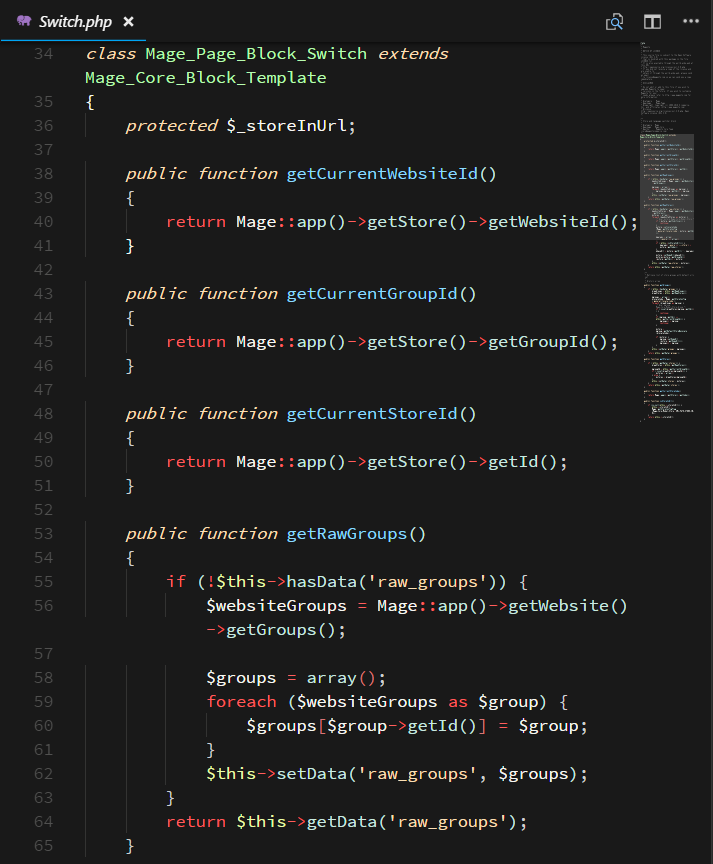 Switch.php ×
34 class Mage_Page_Block_Switch extends
Mage_Core_Block_Template
35 {
36 protected $_storeInUrl;
37
38 public function getCurrentWebsiteId()
39 {
40 return Mage::app()->getStore()->getWebsiteId();
41 }
42
43 public function getCurrentGroupId()
44 {
45 return Mage::app()->getStore()->getGroupId();
46 }
47
48 public function getCurrentStoreId()
49 {
50 return Mage::app()->getStore()->getId();
51 }
52
53 public function getRawGroups()
54 {
55 if (!$this->hasData('raw_groups')) {
56 $websiteGroups = Mage::app()->getWebsite()
->getGroups();
57
58 $groups = array();
59 foreach ($websiteGroups as $group) {
60 $groups[$group->getId()] = $group;
61 }
62 $this->setData('raw_groups', $groups);
63 }
64 return $this->getData('raw_groups');
65 }